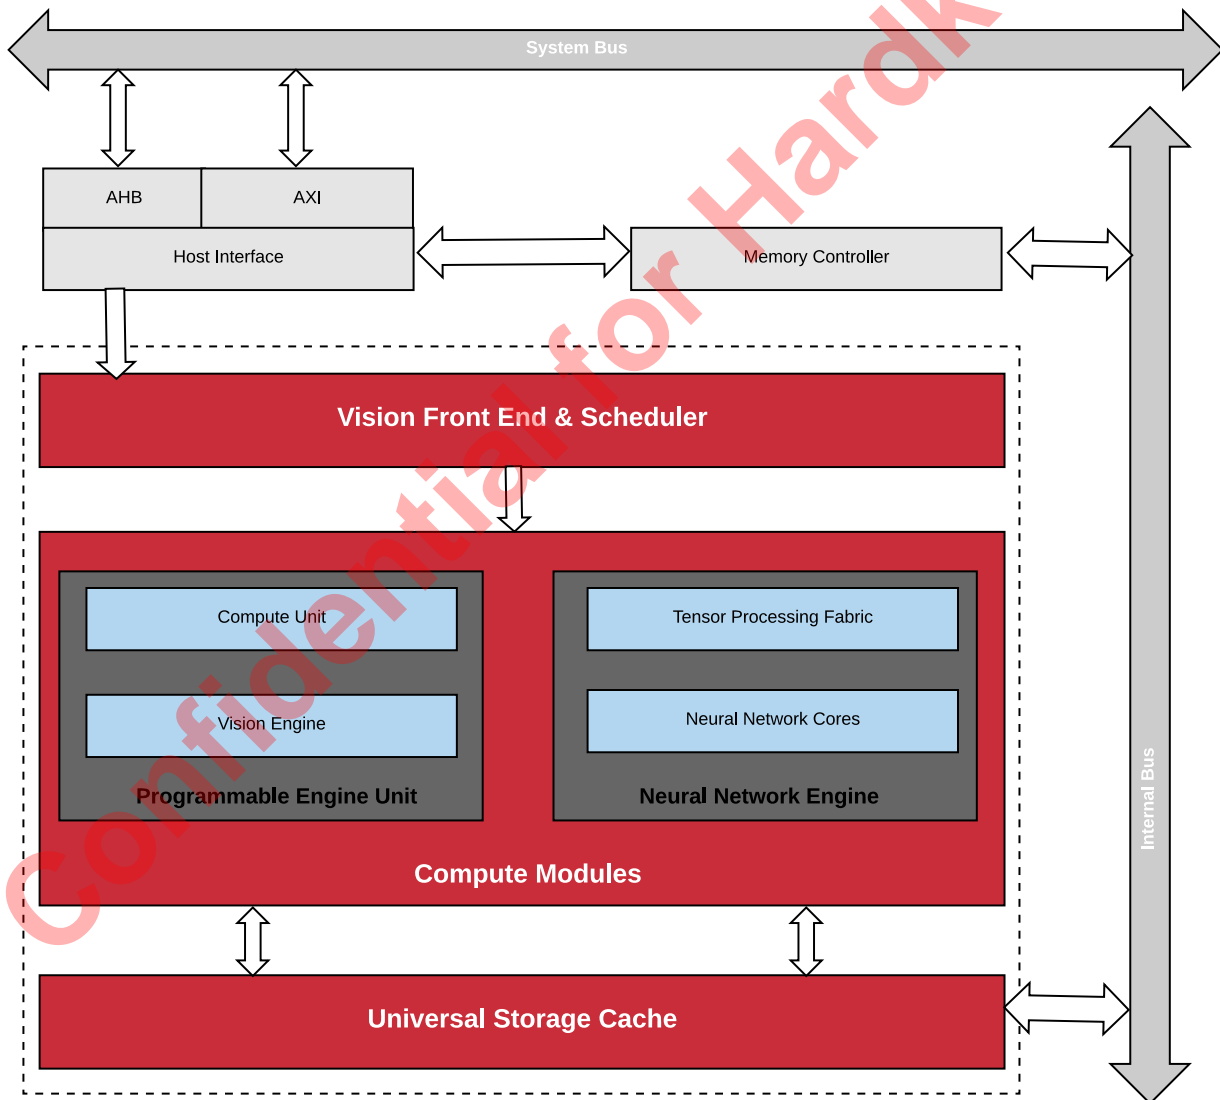 System Bus
AHB
AXI
Host Interface
Memory Controller
Vision Front End & Scheduler
Compute Unit
Tensor Processing Fabric
Vision Engine
Neural Network Cores
Programmable Engine Unit
Neural Network Engine
Compute Modules
Universal Storage Cache
Internal Bus
Confidential for Hardk